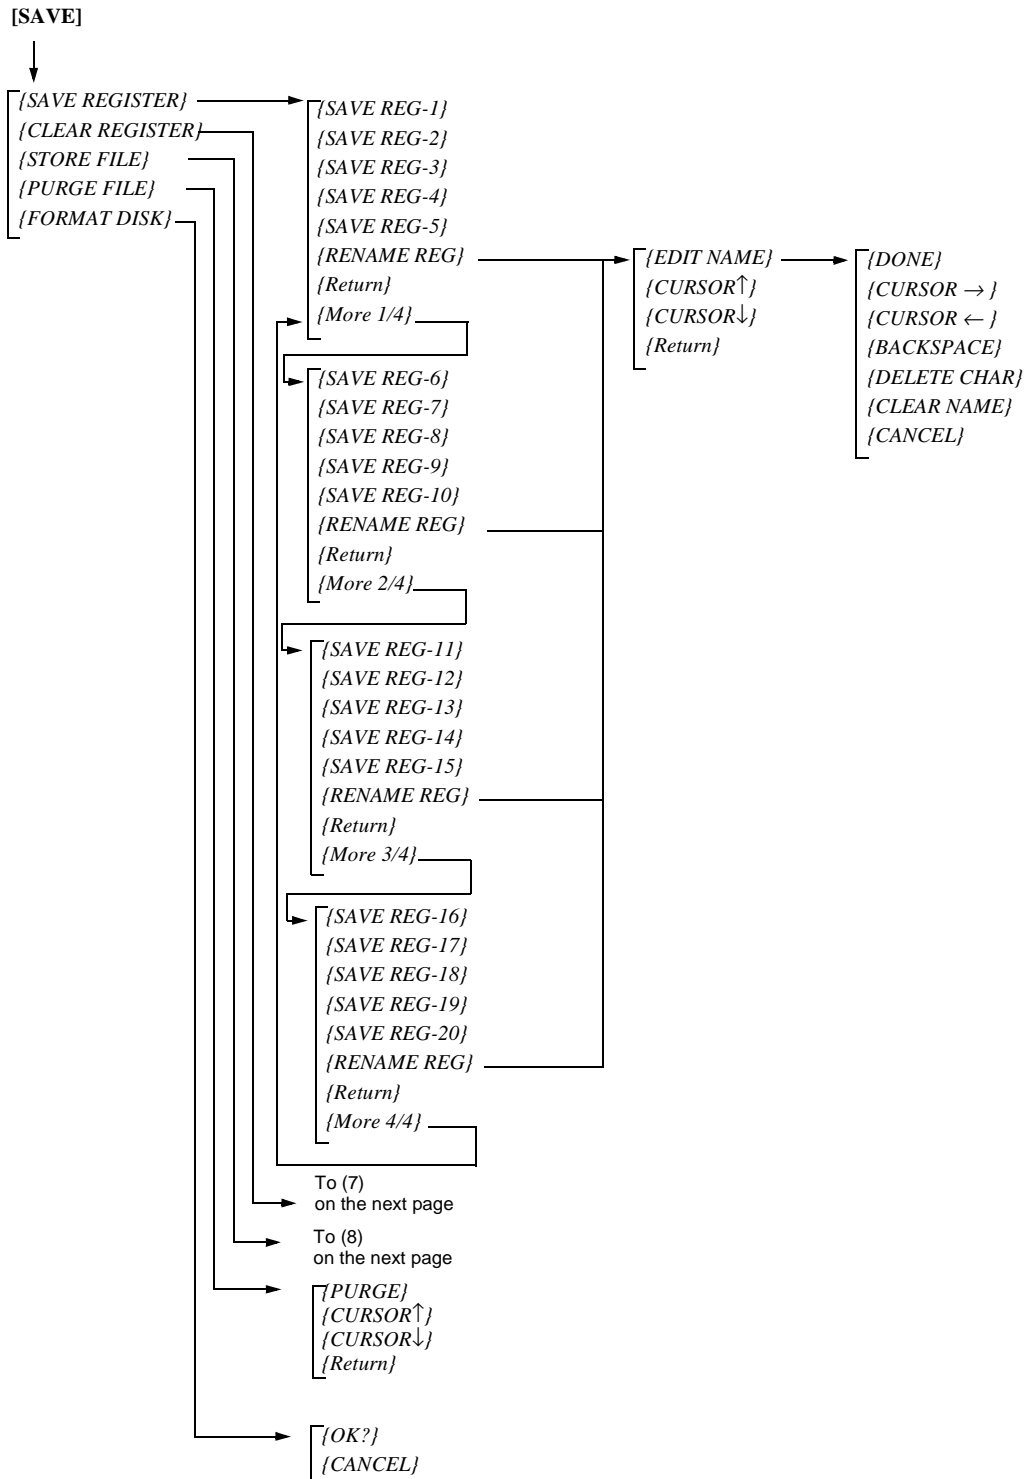 [SAVE]
{SAVE REGISTER}
{CLEAR REGISTER}
{STORE FILE}
{PURGE FILE}
{FORMAT DISK}
{SAVE REG-1}
{SAVE REG-2}
{SAVE REG-3}
{SAVE REG-4}
{SAVE REG-5}
{RENAME REG}
{Return}
{More 1/4}
{SAVE REG-6}
{SAVE REG-7}
{SAVE REG-8}
{SAVE REG-9}
{SAVE REG-10}
{RENAME REG}
{Return}
{More 2/4}
{SAVE REG-11}
{SAVE REG-12}
{SAVE REG-13}
{SAVE REG-14}
{SAVE REG-15}
{RENAME REG}
{Return}
{More 3/4}
{SAVE REG-16}
{SAVE REG-17}
{SAVE REG-18}
{SAVE REG-19}
{SAVE REG-20}
{RENAME REG}
{Return}
{More 4/4}
{EDIT NAME}
{CURSOR↑}
{CURSOR↓}
{Return}
{DONE}
{CURSOR → }
{CURSOR ← }
{BACKSPACE}
{DELETE CHAR}
{CLEAR NAME}
{CANCEL}
To (7)
on the next page
To (8)
on the next page
{PURGE}
{CURSOR↑}
{CURSOR↓}
{Return}
{OK?}
{CANCEL}